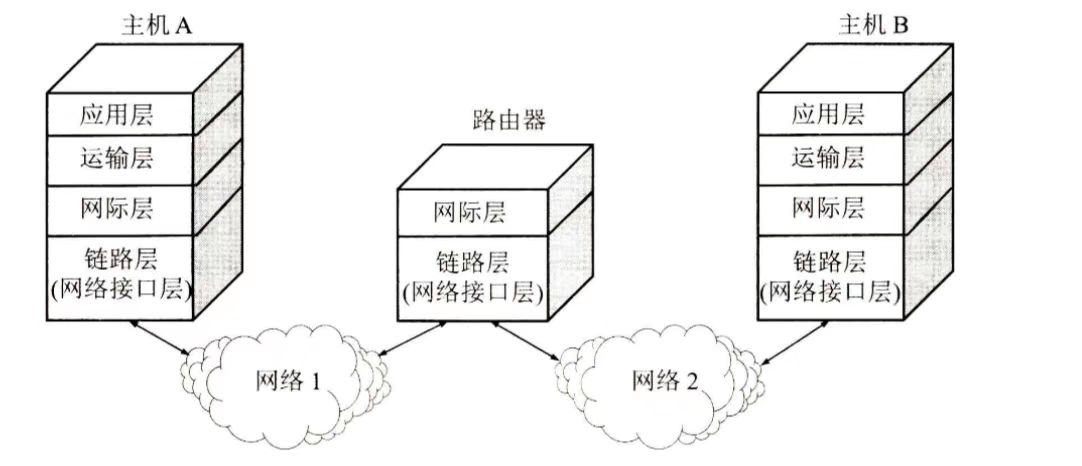 主机 A
应用层
运输层
网际层
链路层
(网络接口层)
路由器
网际层
链路层
(网络接口层)
主机 B
应用层
运输层
网际层
链路层
(网络接口层)
网络 1
网络 2